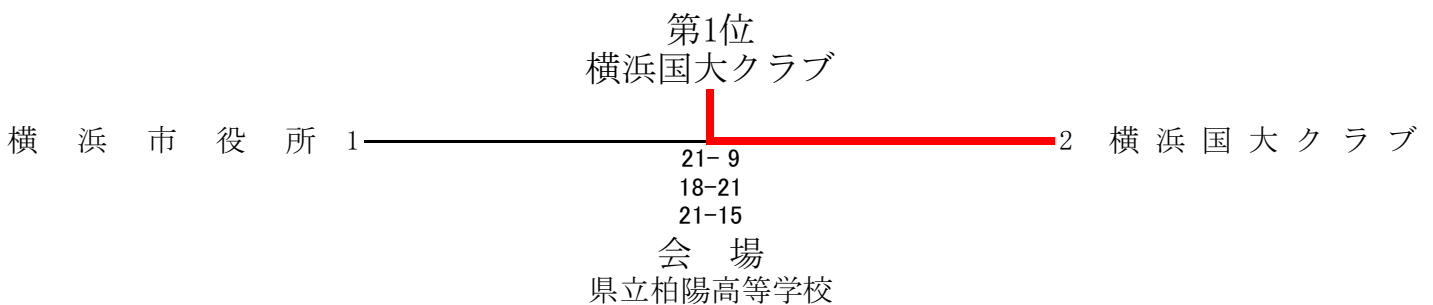 第1位
横浜国大クラブ
横浜市役所 1 2 横浜国大クラブ
21- 9
18-21
21-15
会 場
県立柏陽高等学校